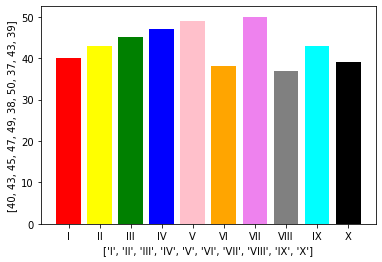 50
40
30
20
10
0
[40, 43, 45, 47, 49, 38, 50, 37, 43, 39]
I II III IV V VI VII VIII IX X
['I', 'II', 'III', 'IV', 'V', 'VI', 'VII', 'VIII', 'IX', 'X']